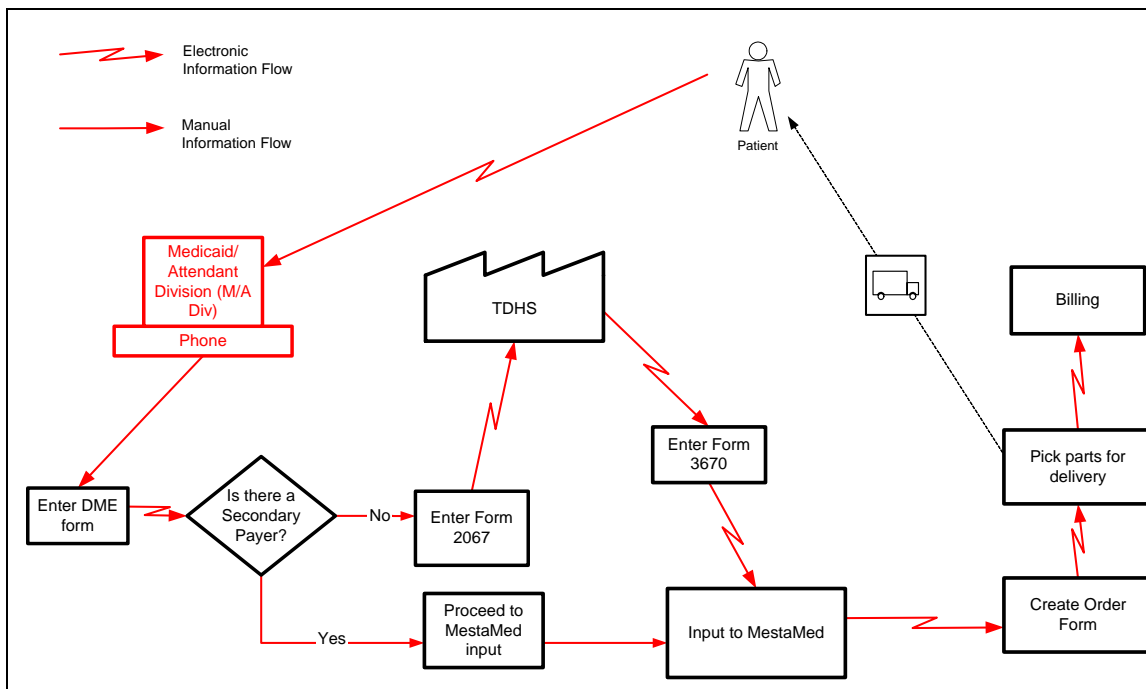 Electronic
Information Flow
Manual
Information Flow
Patient
Medicaid/
Attendant
Division (M/A
Div)
Phone
TDHS
Billing
Enter Form
3670
Pick parts for
delivery
Enter DME
form
Is there a
Secondary
Payer?
No
Enter Form
2067
Yes
Proceed to
MestaMed
input
Input to MestaMed
Create Order
Form